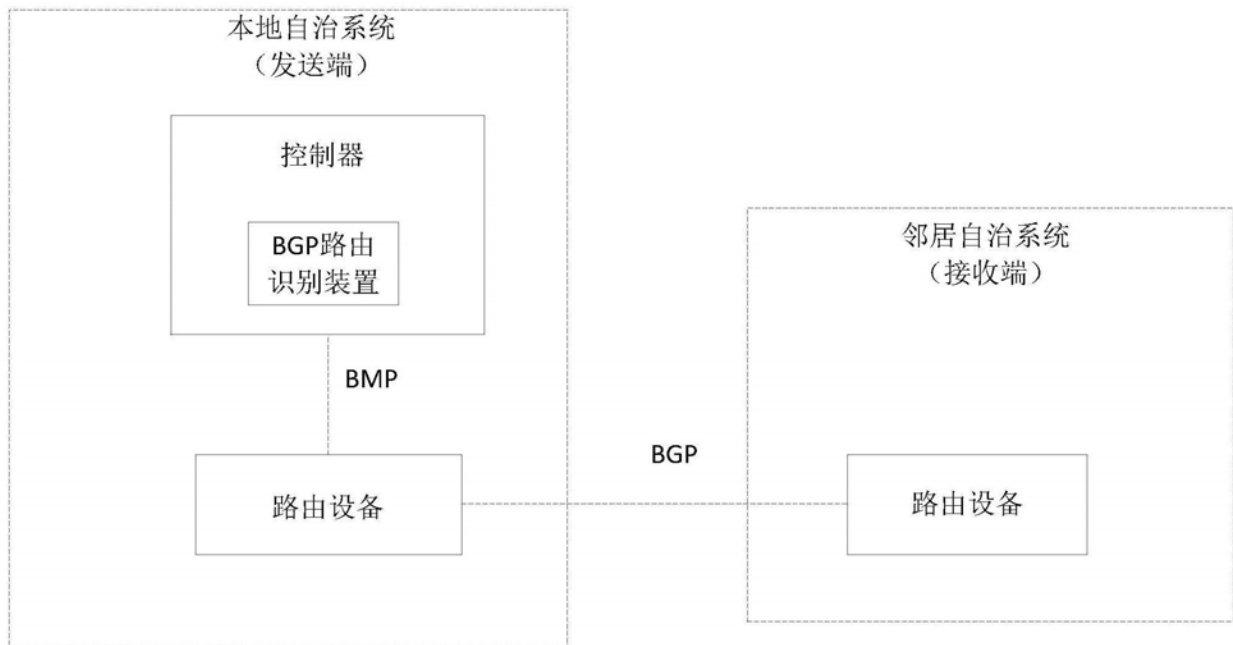 本地自治系统
（发送端）
控制器
BGP路由
识别装置
BMP
路由设备
BGP
邻居自治系统
（接收端）
路由设备